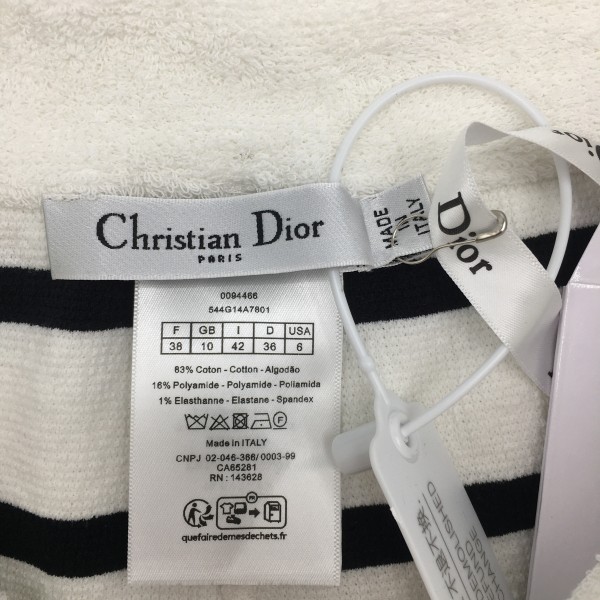 Christian Dior
PARIS
MADE
IN
ITALY
Dior
0094466
544G14A7801
F GB I D USA
38 10 42 36 6
83% Coton - Cotton - Algodão
16% Polyamide - Polyamide - Poliamida
1% Elasthanne - Elastane - Spandex
Made in ITALY
CNPJ 02-046-366/ 0003-99
CA65281
RN : 143628
FR
quefairedemesdechets.fr